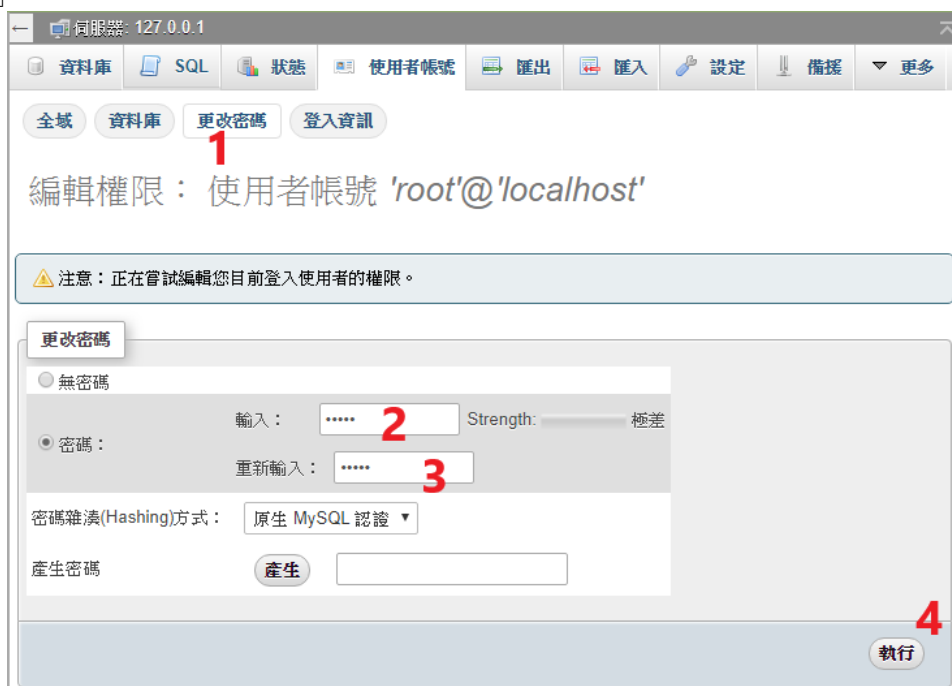 伺服器: 127.0.0.1
資料庫 SQL 狀態 使用者帳號 匯出 匯入 設定 備援 更多
全域 資料庫 更改密碼 登入資訊
1
編輯權限： 使用者帳號 'root'@'localhost'
注意：正在嘗試編輯您目前登入使用者的權限。
更改密碼
無密碼
密碼： 輸入： ••••• 2 Strength: 極差
重新輸入： ••••• 3
密碼雜湊(Hashing)方式： 原生 MySQL 認證
產生密碼 產生
4
執行